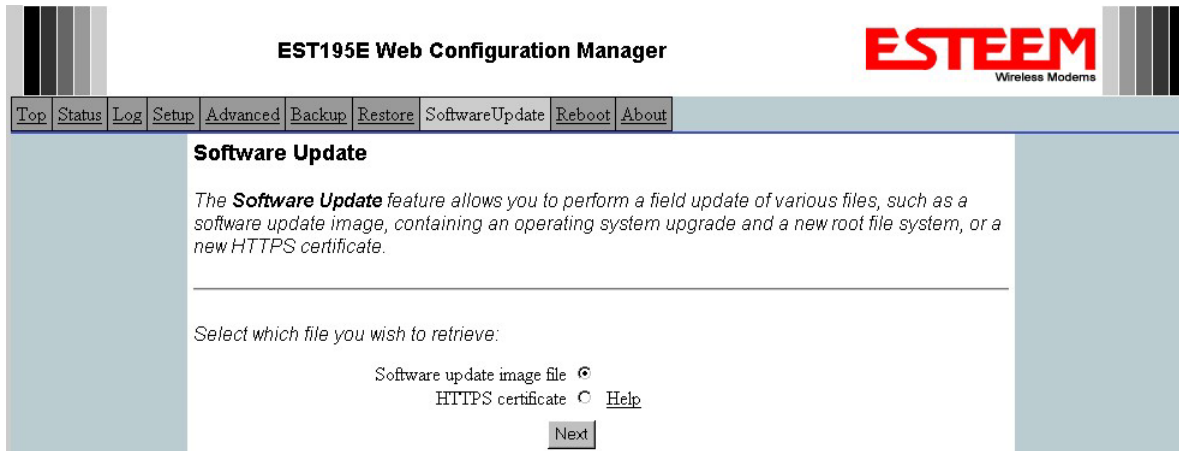 EST195E Web Configuration Manager
ESTEEM
Wireless Modems
Top Status Log Setup Advanced Backup Restore SoftwareUpdate Reboot About
Software Update
The Software Update feature allows you to perform a field update of various files, such as a
software update image, containing an operating system upgrade and a new root file system, or a
new HTTPS certificate.
Select which file you wish to retrieve:
Software update image file
HTTPS certificate Help
Next